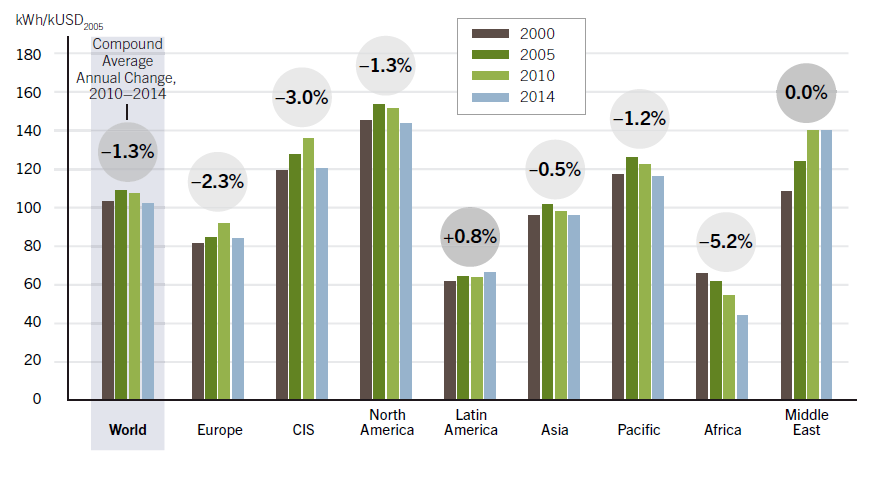 kWh/kUSD2005
180
160
140
120
100
80
60
40
20
0
Compound
Average
Annual Change,
2010–2014
–1.3%
–2.3%
–3.0%
–1.3%
+0.8%
–0.5%
–1.2%
–5.2%
0.0%
2000
2005
2010
2014
World
Europe
CIS
North
America
Latin
America
Asia
Pacific
Africa
Middle
East